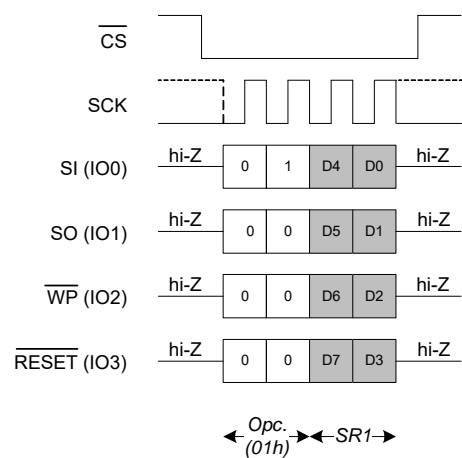 CS
SCK
SI (IO0) hi-Z 0 1 D4 D0 hi-Z
SO (IO1) hi-Z 0 0 D5 D1 hi-Z
WP (IO2) hi-Z 0 0 D6 D2 hi-Z
RESET (IO3) hi-Z 0 0 D7 D3 hi-Z
Opc. SR1
(01h)